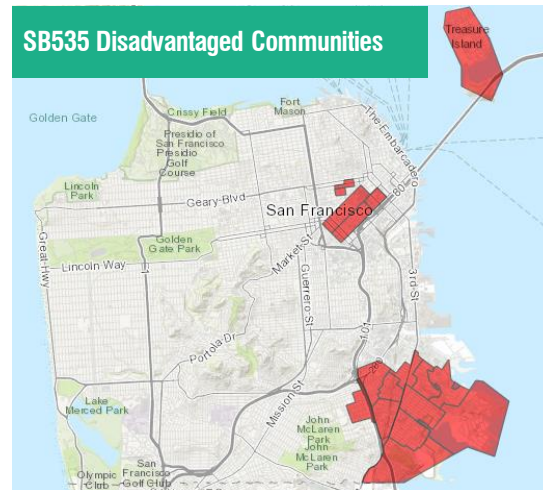 SB535 Disadvantaged Communities
Treasure
Island
Golden Gate
Crissy Field
Fort
Mason
The Embarcadero
Presidio of
San Francisco
Presidio
Golf
Course
Lincoln
Park
Geary Blvd
80
San Francisco
Golden
Gate Park
Market St
Great Hwy
Lincoln Way
1
Guerrero St
3rd St
101
Portola Dr
Mission St
Lake
Merced Park
John
McLaren
Park
John
McLaren
Park
San
Francisco
Golf Club
Olympic
Club